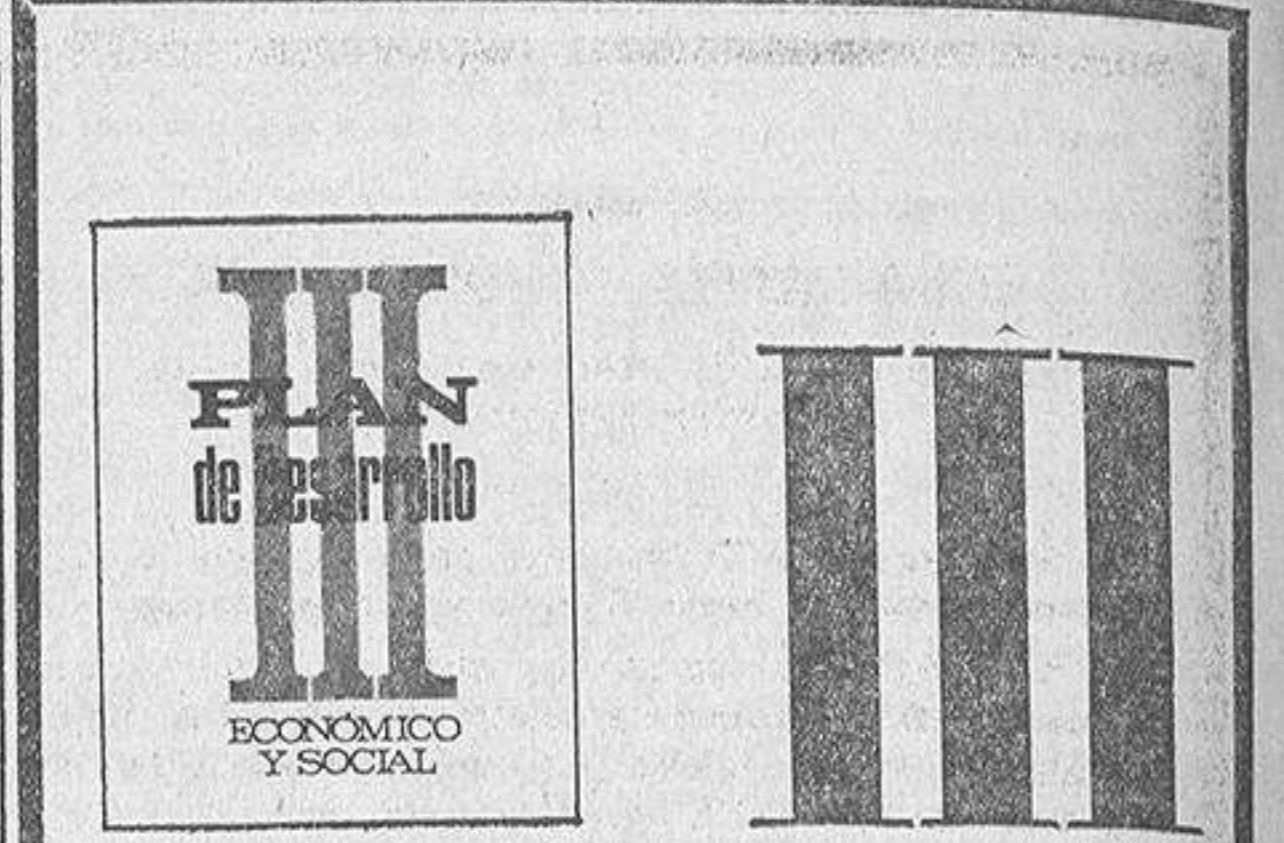 III
PLAN
de Desarrollo
ECONÓMICO
Y SOCIAL
III